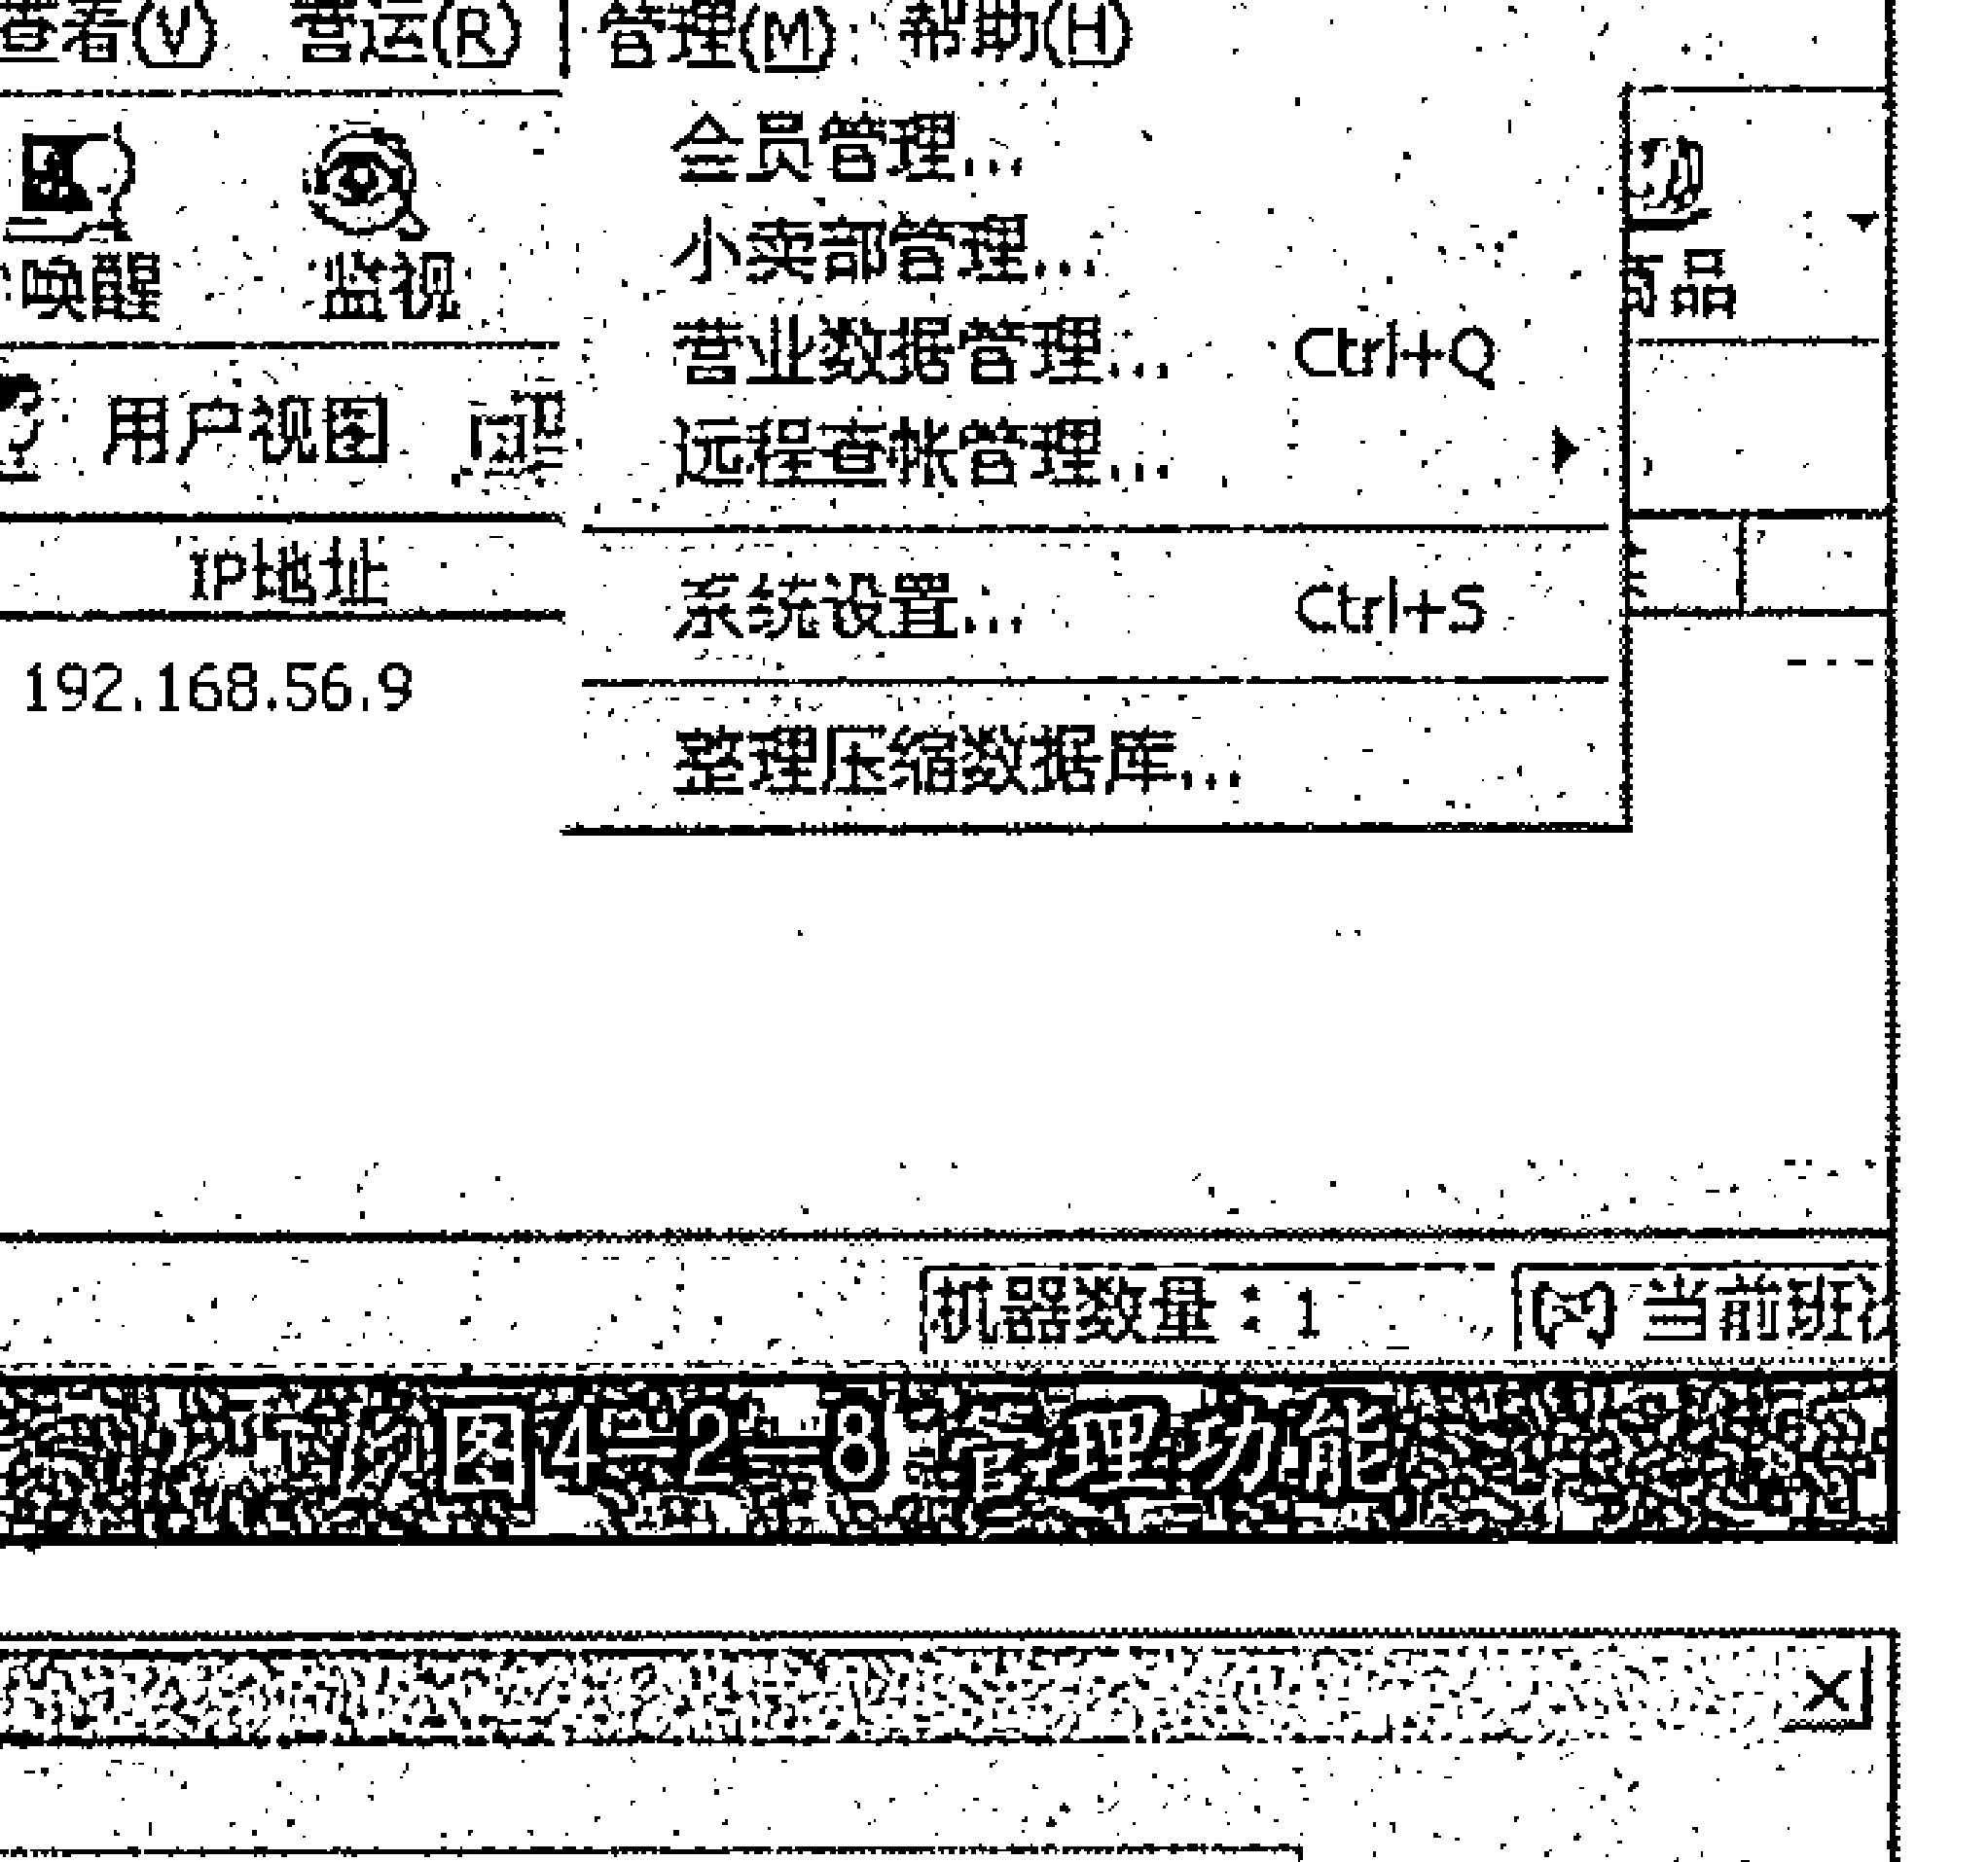 查看(V) 营运(R) 管理(M) 帮助(H)
会员管理...
小卖部管理...
唤醒 监视 商品
营业数据管理... Ctrl+Q
用户视图
远程查帐管理...
IP地址
系统设置... Ctrl+S
192.168.56.9
整理压缩数据库...
机器数量：1 当前班次
图4-2-8 管理功能